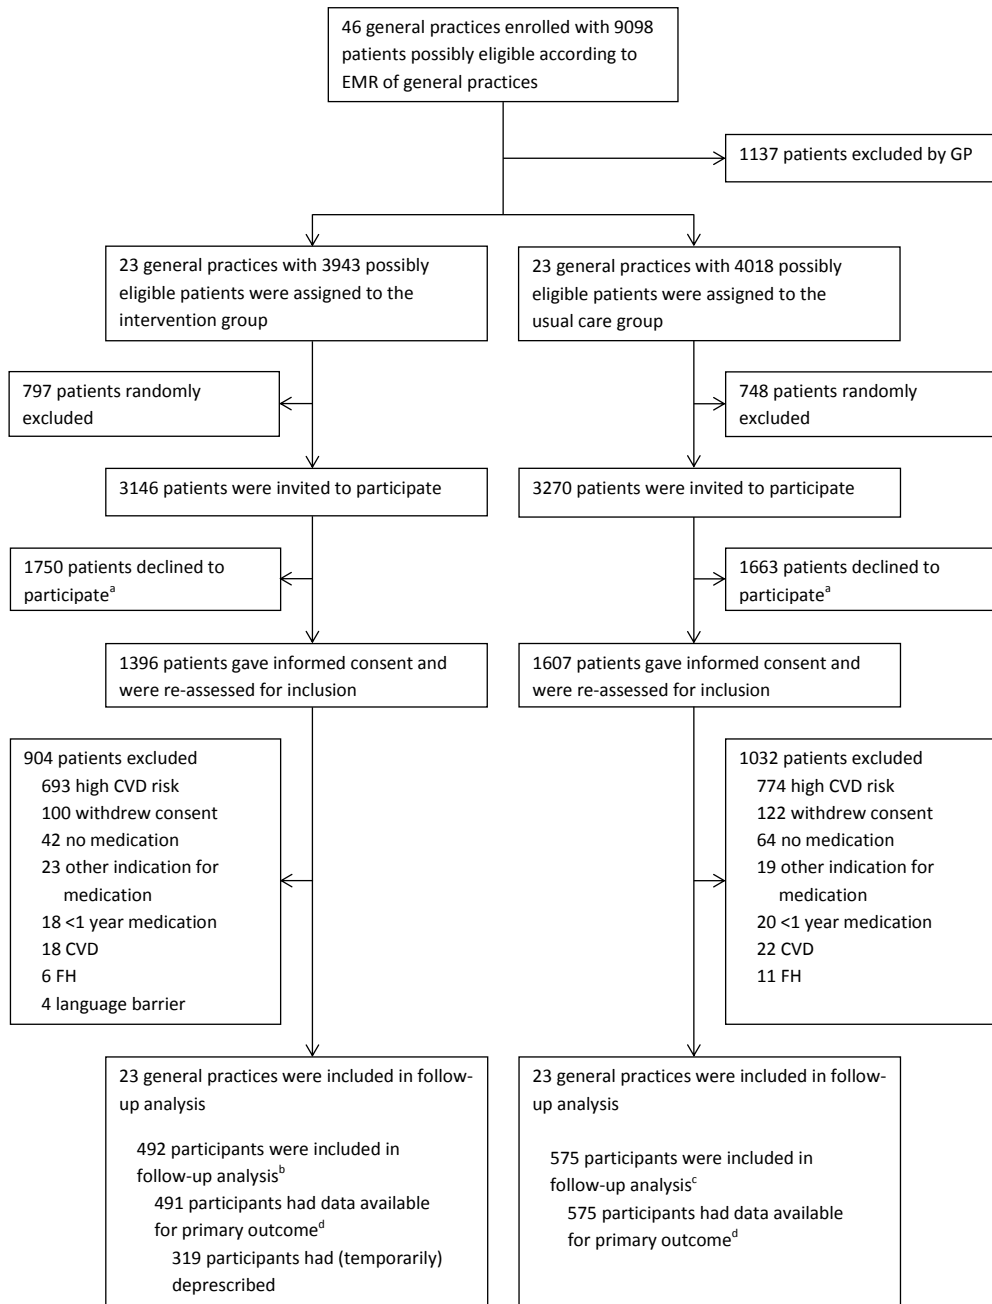 46 general practices enrolled with 9098
patients possibly eligible according to
EMR of general practices
1137 patients excluded by GP
23 general practices with 3943 possibly
eligible patients were assigned to the
intervention group
23 general practices with 4018 possibly
eligible patients were assigned to the
usual care group
797 patients randomly
excluded
748 patients randomly
excluded
3146 patients were invited to participate
3270 patients were invited to participate
1750 patients declined to
participateᵃ
1663 patients declined to
participateᵃ
1396 patients gave informed consent and
were re-assessed for inclusion
1607 patients gave informed consent and
were re-assessed for inclusion
904 patients excluded
693 high CVD risk
100 withdrew consent
42 no medication
23 other indication for
medication
18 <1 year medication
18 CVD
6 FH
4 language barrier
1032 patients excluded
774 high CVD risk
122 withdrew consent
64 no medication
19 other indication for
medication
20 <1 year medication
22 CVD
11 FH
23 general practices were included in follow-
up analysis
492 participants were included in
follow-up analysisᵇ
491 participants had data available
for primary outcomeᵈ
319 participants had (temporarily)
deprescribed
23 general practices were included in follow-
up analysis
575 participants were included in
follow-up analysisᶜ
575 participants had data available
for primary outcomeᵈ